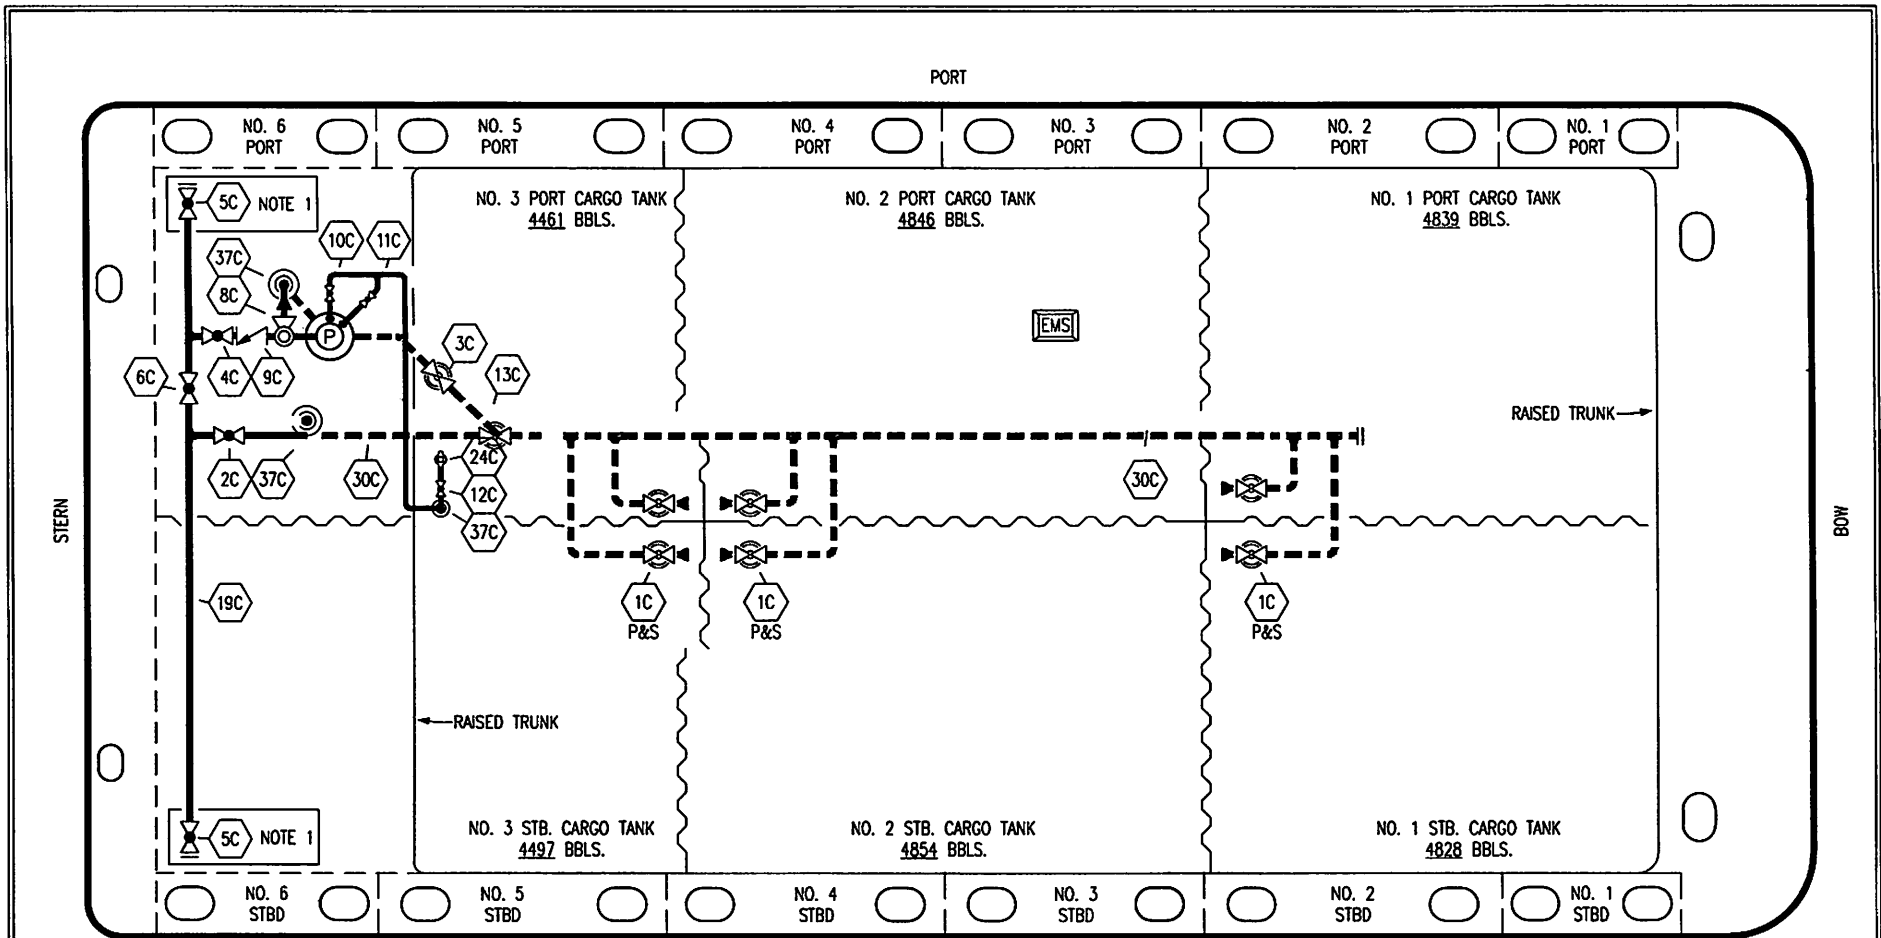 PORT
NO. 6
PORT
NO. 5
PORT
NO. 4
PORT
NO. 3
PORT
NO. 2
PORT
NO. 1
PORT
5C NOTE 1
NO. 3 PORT CARGO TANK
4461 BBLS.
NO. 2 PORT CARGO TANK
4846 BBLS.
NO. 1 PORT CARGO TANK
4839 BBLS.
10C
11C
37C
8C
P
EMS
3C
13C
6C
4C
9C
RAISED TRUNK
24C
2C
37C
30C
12C
30C
37C
STERN
BOW
19C
1C
P&S
1C
P&S
1C
P&S
RAISED TRUNK
5C NOTE 1
NO. 3 STB. CARGO TANK
4497 BBLS.
NO. 2 STB. CARGO TANK
4854 BBLS.
NO. 1 STB. CARGO TANK
4828 BBLS.
NO. 6
STBD
NO. 5
STBD
NO. 4
STBD
NO. 3
STBD
NO. 2
STBD
NO. 1
STBD